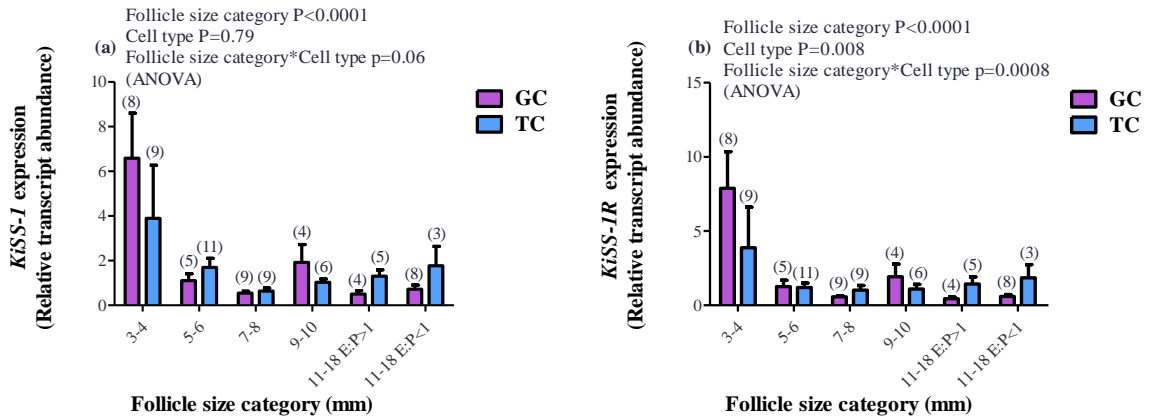 Follicle size category P<0.0001
(a) Cell type P=0.79
Follicle size category*Cell type p=0.06
(ANOVA)
KiSS-1 expression
(Relative transcript abundance)
10
8
6
4
2
0
(8)
(9)
(5)
(11)
(9)
(9)
(4)
(6)
(4)
(5)
(8)
(3)
GC
TC
3-4
5-6
7-8
9-10
11-18 E:P>1
11-18 E:P<1
Follicle size category (mm)
Follicle size category P<0.0001
(b) Cell type P=0.008
Follicle size category*Cell type p=0.0008
(ANOVA)
KiSS-1R expression
(Relative transcript abundance)
15
10
5
0
(8)
(9)
(5)
(11)
(9)
(9)
(4)
(6)
(4)
(5)
(8)
(3)
GC
TC
3-4
5-6
7-8
9-10
11-18 E:P>1
11-18 E:P<1
Follicle size category (mm)